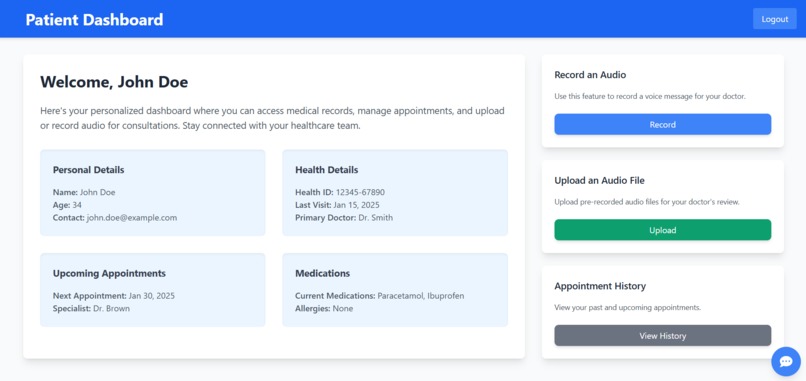 Patient Dashboard
Logout
Welcome, John Doe
Here's your personalized dashboard where you can access medical records, manage appointments, and upload
or record audio for consultations. Stay connected with your healthcare team.
Personal Details
Name: John Doe
Age: 34
Contact: john.doe@example.com
Health Details
Health ID: 12345-67890
Last Visit: Jan 15, 2025
Primary Doctor: Dr. Smith
Upcoming Appointments
Next Appointment: Jan 30, 2025
Specialist: Dr. Brown
Medications
Current Medications: Paracetamol, Ibuprofen
Allergies: None
Record an Audio
Use this feature to record a voice message for your doctor.
Record
Upload an Audio File
Upload pre-recorded audio files for your doctor's review.
Upload
Appointment History
View your past and upcoming appointments.
View History